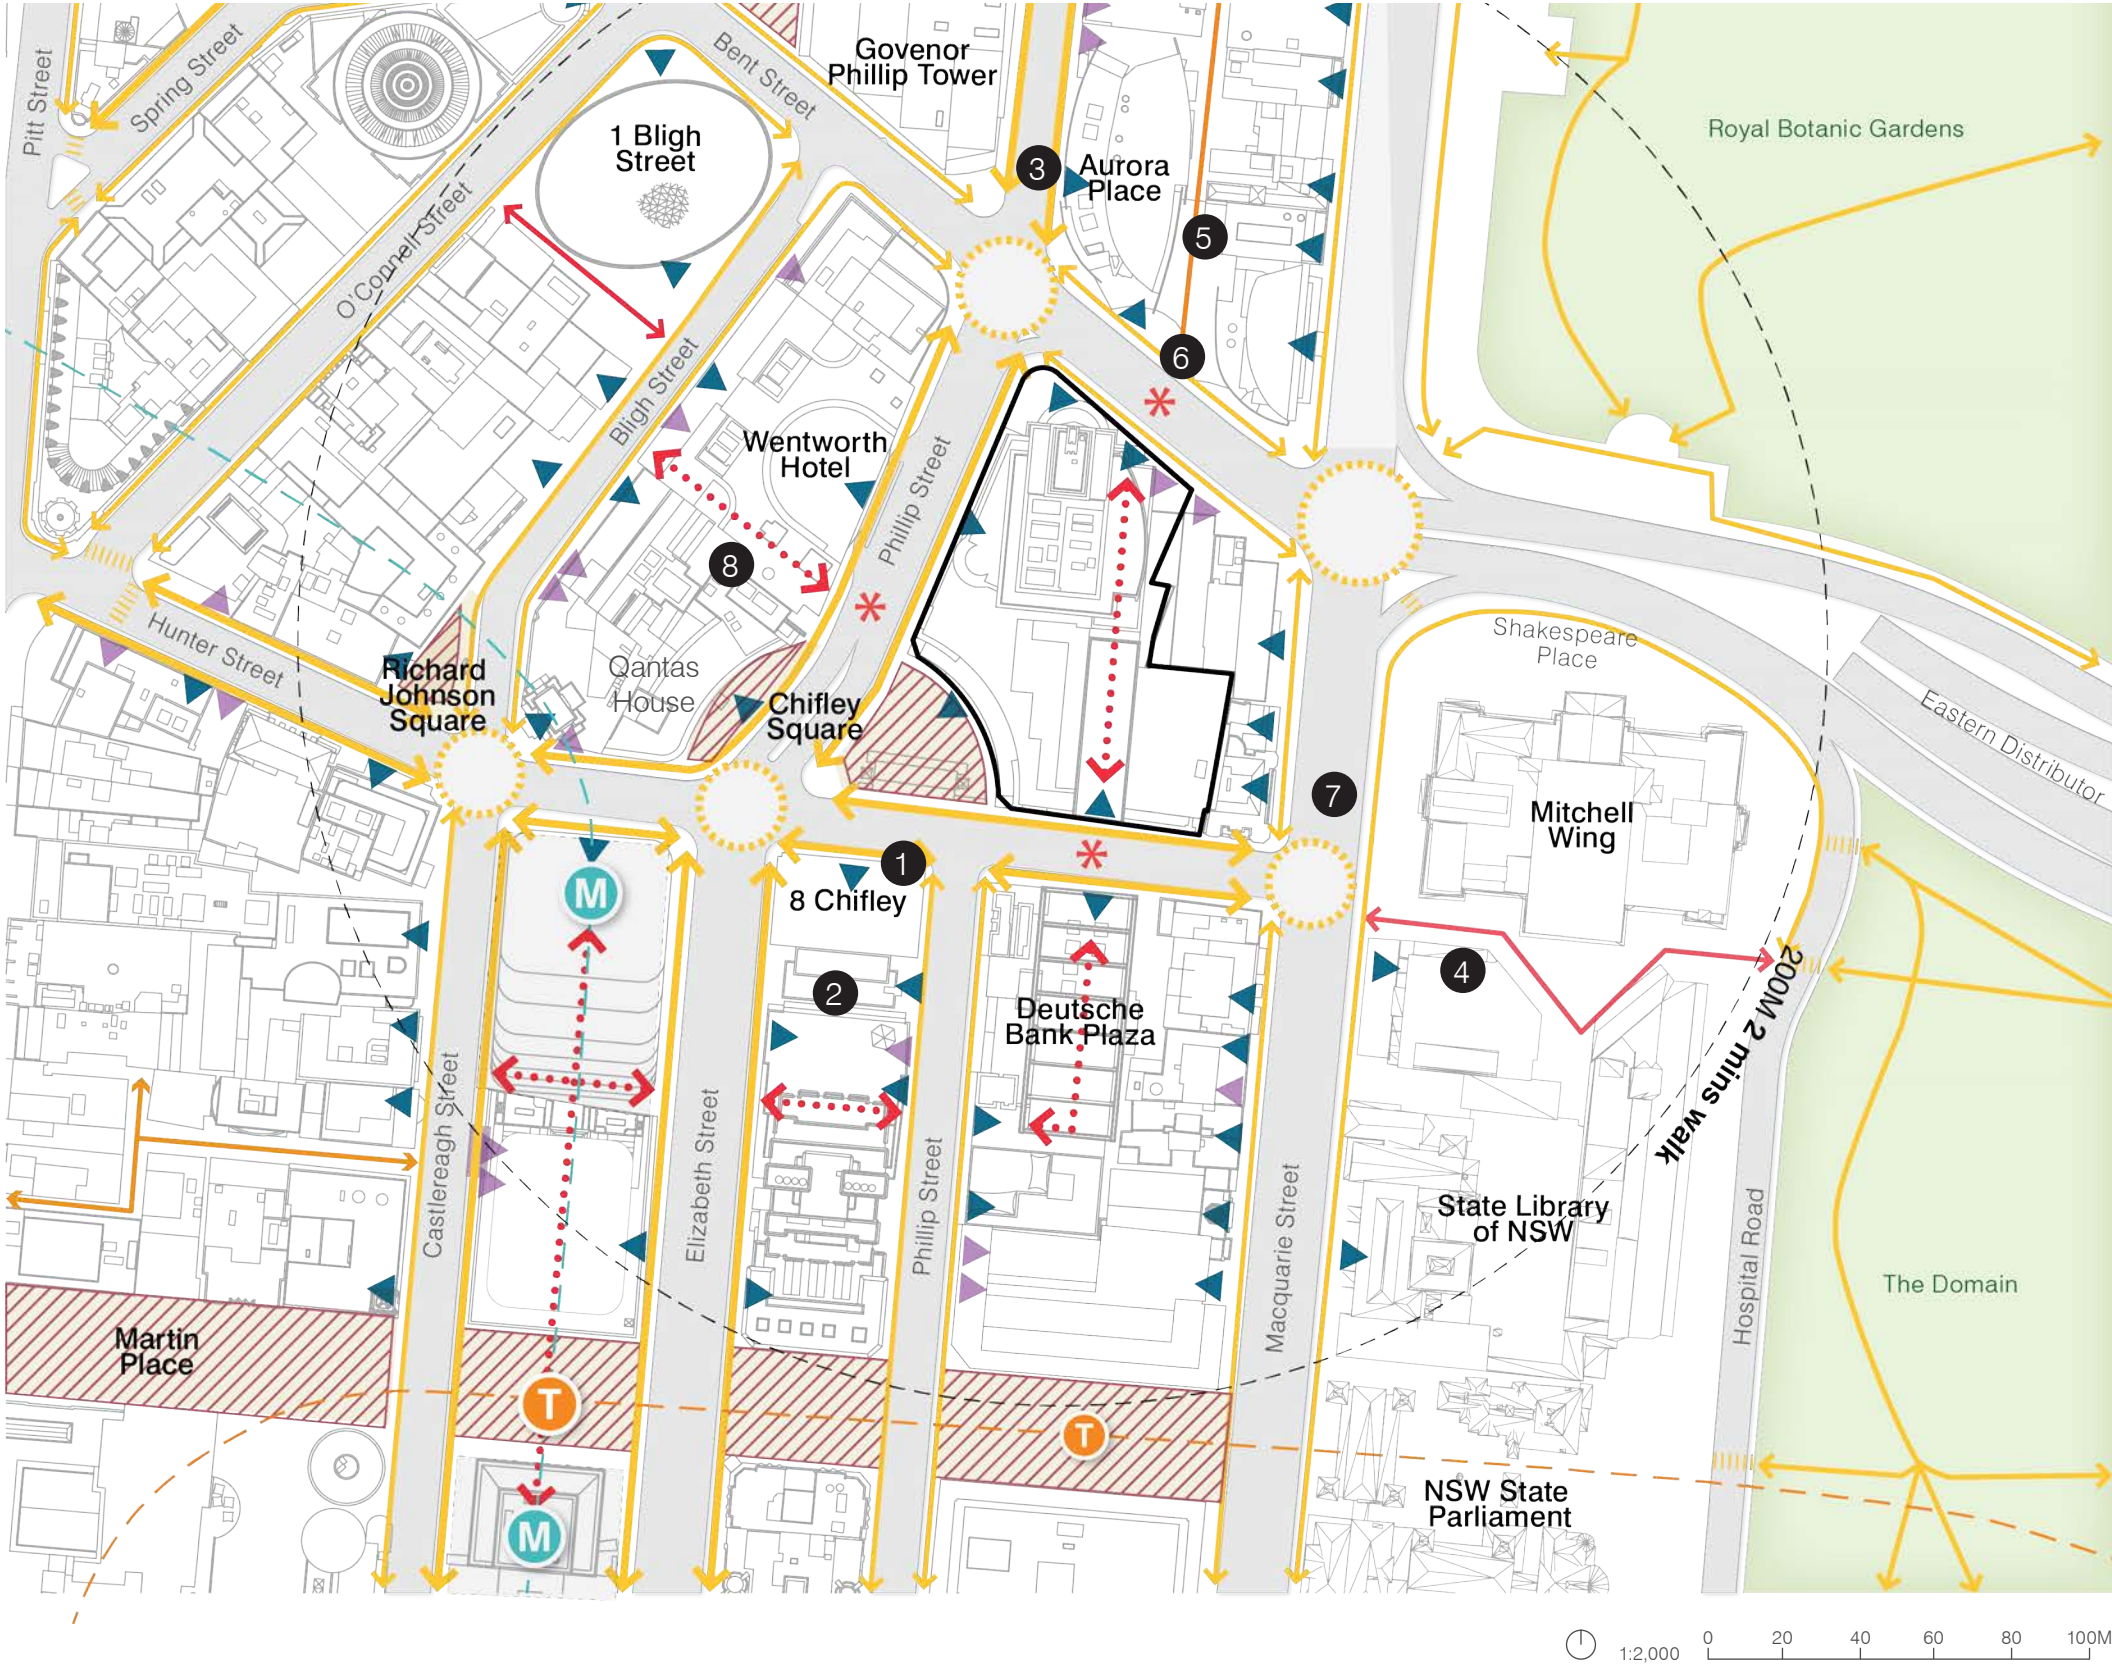 Pitt Street
Spring Street
Bent Street
Govenor
Phillip Tower
1 Bligh
Street
3
Aurora
Place
Royal Botanic Gardens
5
O'Connell Street
6
Bligh Street
Wentworth
Hotel
Phillip Street
8
Hunter Street
Richard
Johnson
Square
Qantas
House
Chifley
Square
Shakespeare
Place
Eastern Distributor
7
Mitchell
Wing
1
8 Chifley
M
4
2
Deutsche
Bank Plaza
200M 2 mins walk
Castlereagh Street
Elizabeth Street
Phillip Street
Macquarie Street
State Library
of NSW
Hospital Road
The Domain
Martin
Place
T
T
M
NSW State
Parliament
1:2,000
0 20 40 60 80 100M